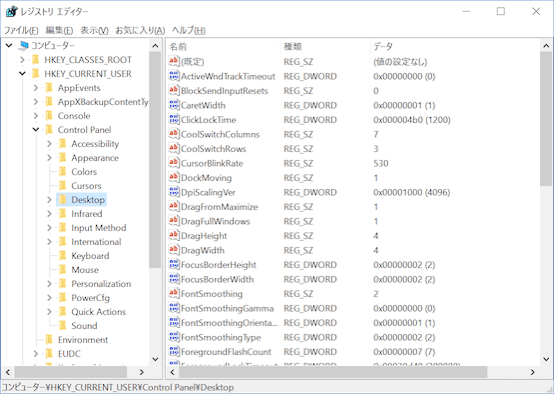 レジストリ エディター
ファイル(F) 編集(E) 表示(V) お気に入り(A) ヘルプ(H)
コンピューター
HKEY_CLASSES_ROOT
HKEY_CURRENT_USER
AppEvents
AppXBackupContentTy
Console
Control Panel
Accessibility
Appearance
Colors
Cursors
Desktop
Infrared
Input Method
International
Keyboard
Mouse
Personalization
PowerCfg
Quick Actions
Sound
Environment
EUDC
名前 種類 データ
(既定) REG_SZ (値の設定なし)
ActiveWndTrackTimeout REG_DWORD 0x00000000 (0)
BlockSendInputResets REG_SZ 0
CaretWidth REG_DWORD 0x00000001 (1)
ClickLockTime REG_DWORD 0x000004b0 (1200)
CoolSwitchColumns REG_SZ 7
CoolSwitchRows REG_SZ 3
CursorBlinkRate REG_SZ 530
DockMoving REG_SZ 1
DpiScalingVer REG_DWORD 0x00001000 (4096)
DragFromMaximize REG_SZ 1
DragFullWindows REG_SZ 1
DragHeight REG_SZ 4
DragWidth REG_SZ 4
FocusBorderHeight REG_DWORD 0x00000002 (2)
FocusBorderWidth REG_DWORD 0x00000002 (2)
FontSmoothing REG_SZ 2
FontSmoothingGamma REG_DWORD 0x00000000 (0)
FontSmoothingOrienta... REG_DWORD 0x00000001 (1)
FontSmoothingType REG_DWORD 0x00000002 (2)
ForegroundFlashCount REG_DWORD 0x00000007 (7)
コンピューター¥HKEY_CURRENT_USER¥Control Panel¥Desktop